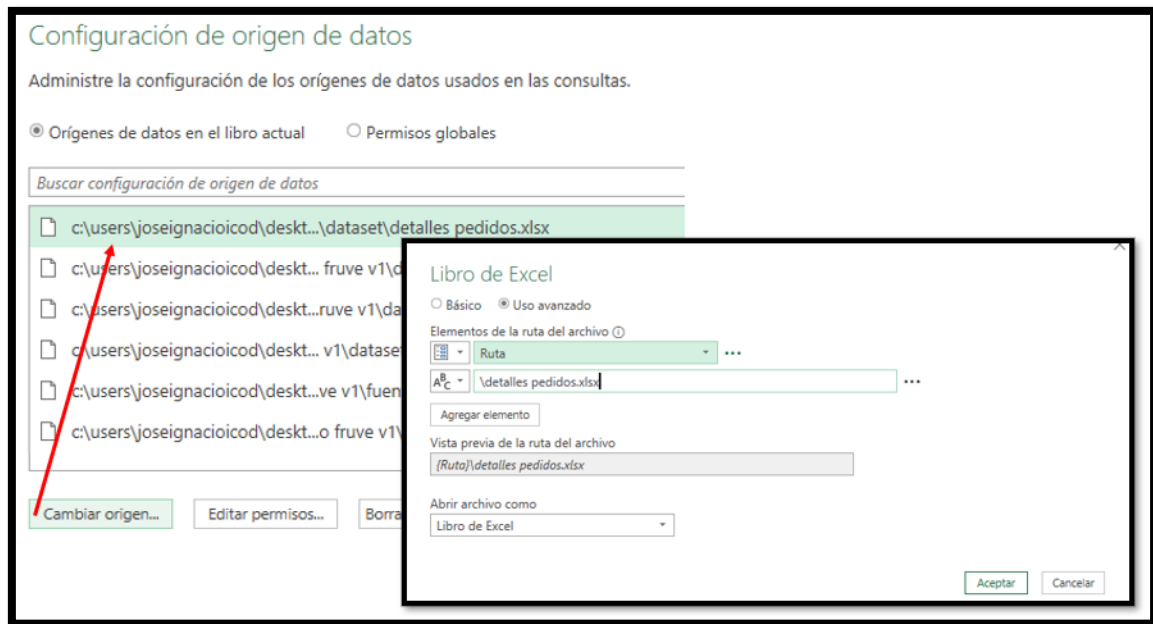 Configuración de origen de datos
Administre la configuración de los orígenes de datos usados en las consultas.
Orígenes de datos en el libro actual Permisos globales
Buscar configuración de origen de datos
c:\users\joseignacioicod\deskt...\dataset\detalles pedidos.xlsx
c:\users\joseignacioicod\deskt... fruve v1\d
c:\users\joseignacioicod\deskt...ruve v1\da
c:\users\joseignacioicod\deskt... v1\datase
c:\users\joseignacioicod\deskt...ve v1\fuen
c:\users\joseignacioicod\deskt...o fruve v1\
Cambiar origen... Editar permisos... Borra
Libro de Excel
Básico Uso avanzado
Elementos de la ruta del archivo
Ruta
ABC \detalles pedidos.xlsx
Agregar elemento
Vista previa de la ruta del archivo
{Ruta}\detalles pedidos.xlsx
Abrir archivo como
Libro de Excel
Aceptar Cancelar